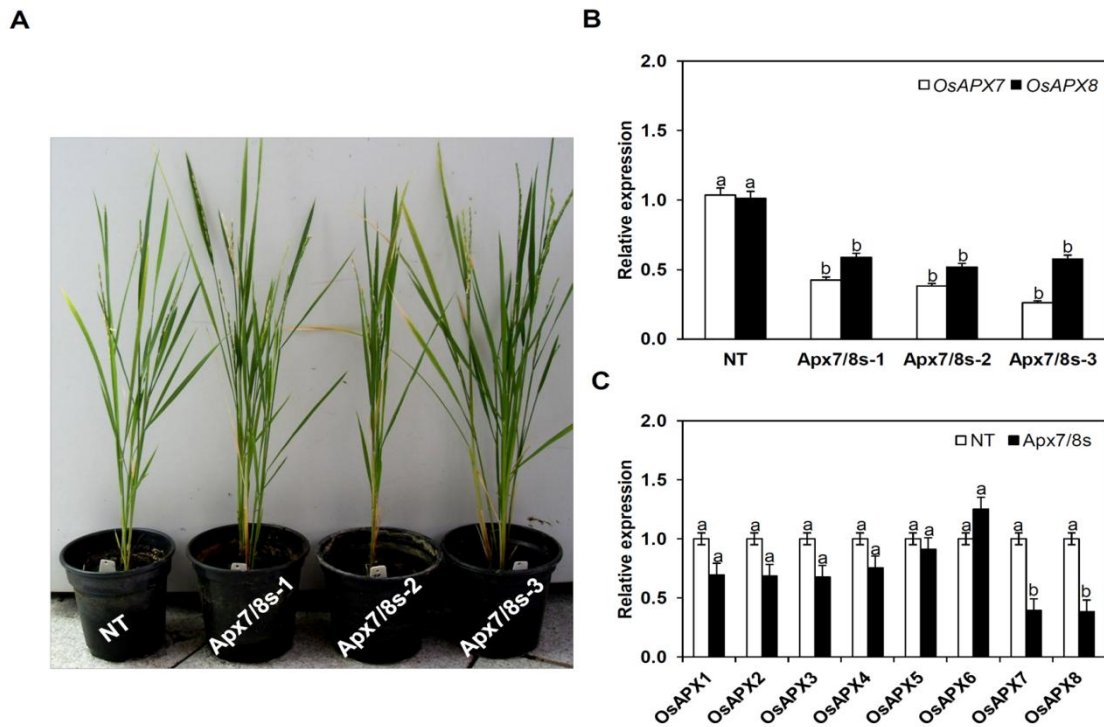 A
NT
Apx7/8s-1
Apx7/8s-2
Apx7/8s-3
B
Relative expression
2.0
1.5
1.0
0.5
0.0
OsAPX7 OsAPX8
a a
b b
b b
b b
NT Apx7/8s-1 Apx7/8s-2 Apx7/8s-3
C
Relative expression
2.0
1.5
1.0
0.5
0.0
NT Apx7/8s
a a
a a
a a
a a
a a
a a
a b
a b
OsAPX1
OsAPX2
OsAPX3
OsAPX4
OsAPX5
OsAPX6
OsAPX7
OsAPX8